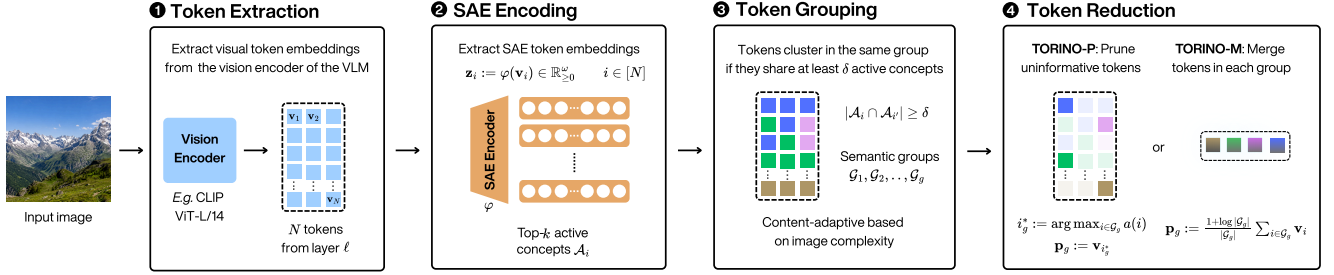 Input image
❶ Token Extraction
Extract visual token embeddings
from the vision encoder of the VLM
Vision
Encoder
E.g. CLIP
ViT-L/14
v₁ v₂
⋮ ⋮ ⋮
v_N
N tokens
from layer ℓ
❷ SAE Encoding
Extract SAE token embeddings
z_i := φ(v_i) ∈ ℝ^ω_≥0 i ∈ [N]
SAE Encoder
φ
Top-k active
concepts 𝒜_i
❸ Token Grouping
Tokens cluster in the same group
if they share at least δ active concepts
|𝒜_i ∩ 𝒜_i′| ≥ δ
Semantic groups
𝒢₁, 𝒢₂, . . , 𝒢_g
Content-adaptive based
on image complexity
❹ Token Reduction
TORINO-P: Prune
uninformative tokens
i*_g := arg max_{i∈𝒢_g} a(i)
p_g := v_{i*_g}
or
TORINO-M: Merge
tokens in each group
p_g := (1+log |𝒢_g|)/|𝒢_g| ∑_{i∈𝒢_g} v_i